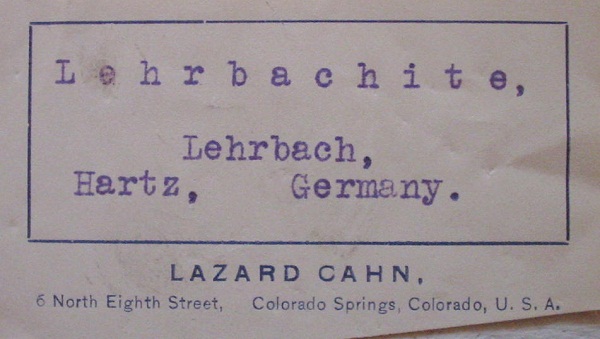 Lehrbachite,
Lehrbach,
Hartz, Germany.
LAZARD CAHN,
6 North Eighth Street, Colorado Springs, Colorado, U. S. A.